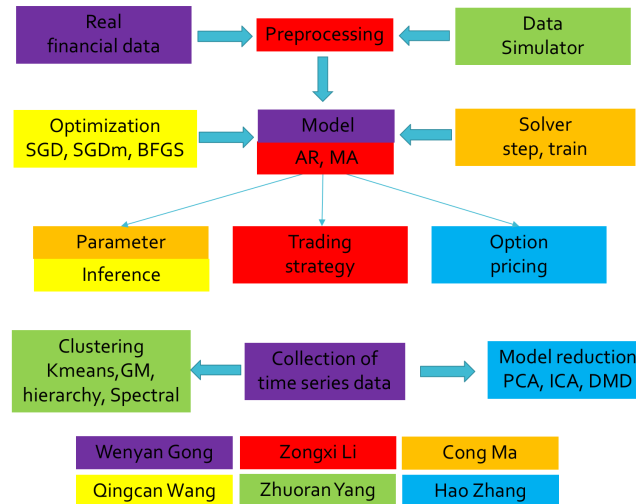 Real
financial data
Preprocessing
Data
Simulator
Optimization
SGD, SGDm, BFGS
Model
AR, MA
Solver
step, train
Parameter
Inference
Trading
strategy
Option
pricing
Clustering
Kmeans,GM,
hierarchy, Spectral
Collection of
time series data
Model reduction
PCA, ICA, DMD
Wenyan Gong
Zongxi Li
Cong Ma
Qingcan Wang
Zhuoran Yang
Hao Zhang